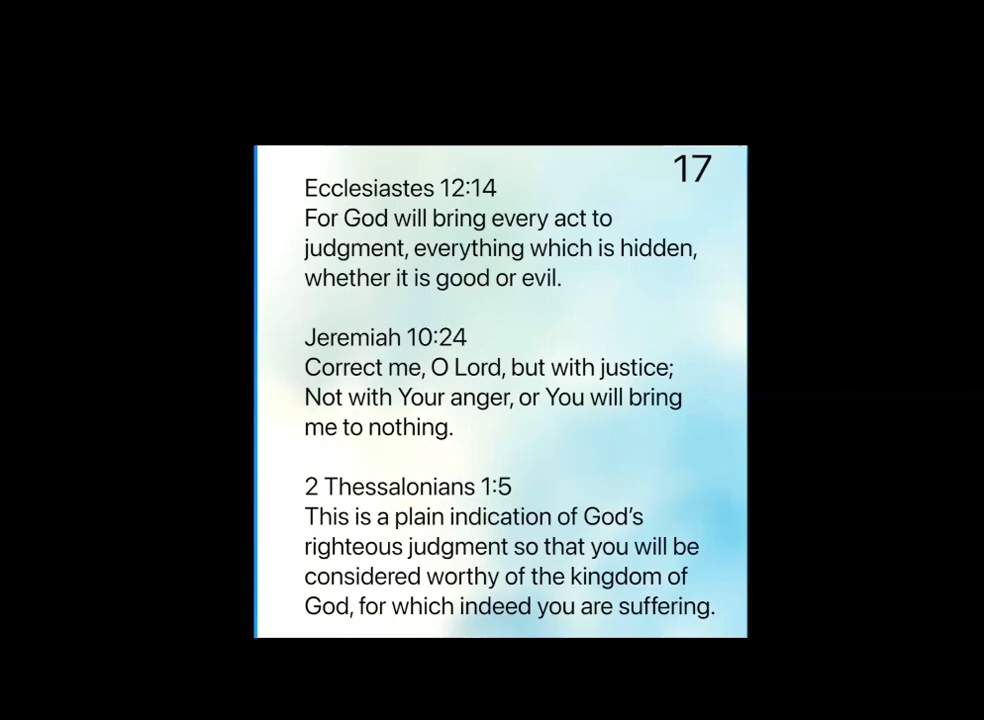 17
Ecclesiastes 12:14
For God will bring every act to
judgment, everything which is hidden,
whether it is good or evil.
Jeremiah 10:24
Correct me, O Lord, but with justice;
Not with Your anger, or You will bring
me to nothing.
2 Thessalonians 1:5
This is a plain indication of God’s
righteous judgment so that you will be
considered worthy of the kingdom of
God, for which indeed you are suffering.